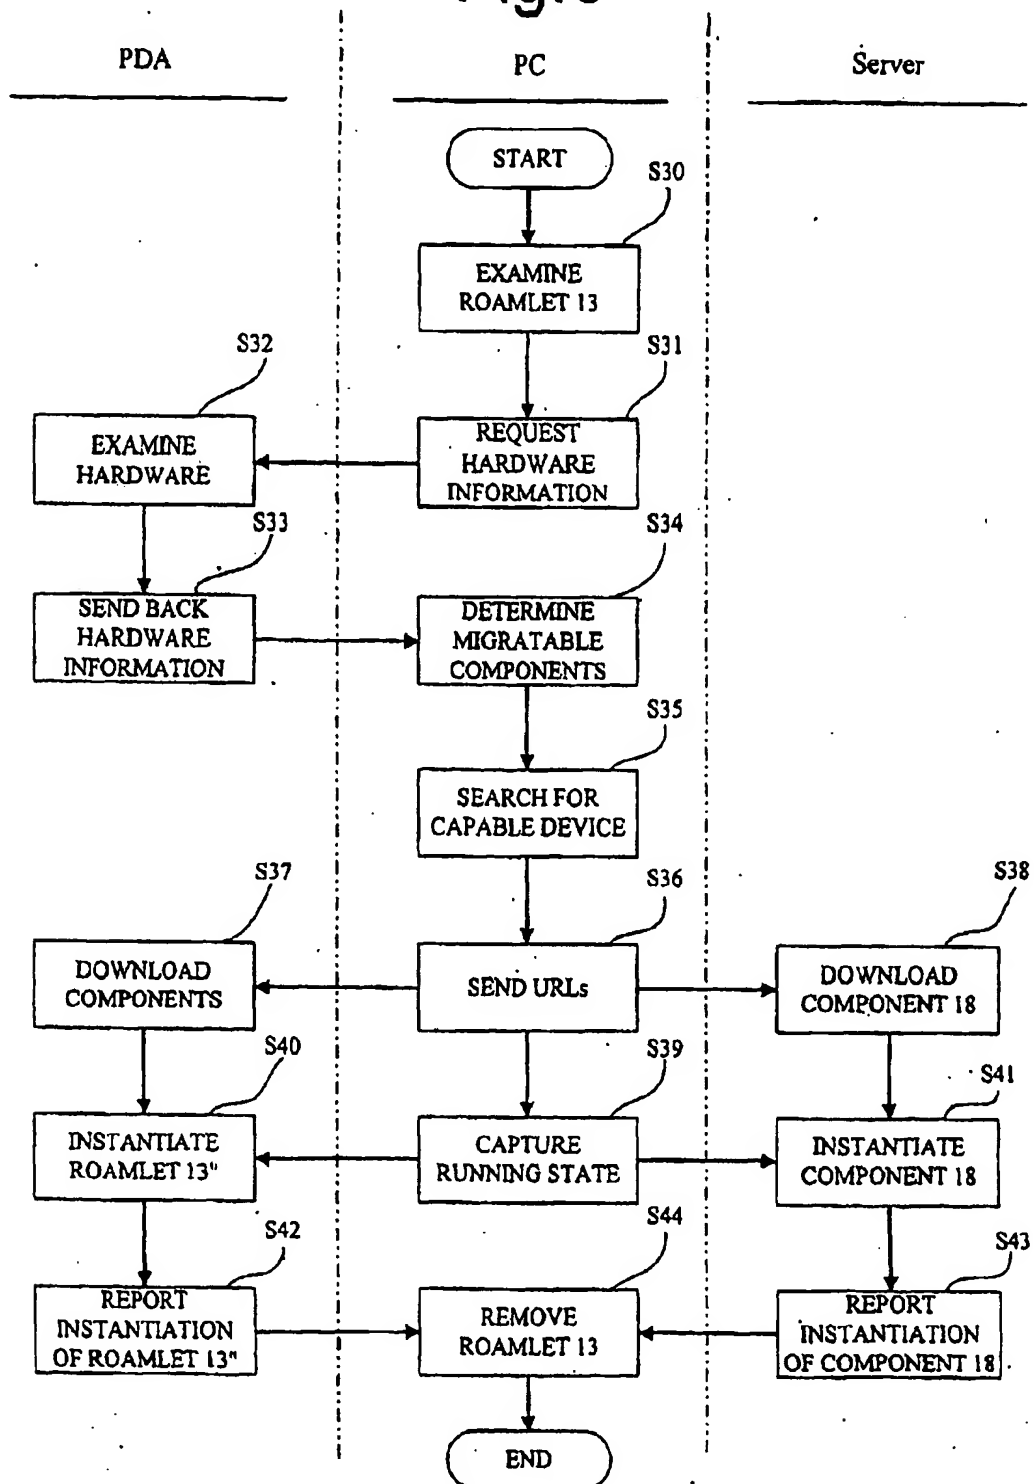 PDA
PC
Server
START
S30
EXAMINE
ROAMLET 13
S32
S31
EXAMINE
HARDWARE
REQUEST
HARDWARE
INFORMATION
S33
S34
SEND BACK
HARDWARE
INFORMATION
DETERMINE
MIGRATABLE
COMPONENTS
S35
SEARCH FOR
CAPABLE DEVICE
S37
S36
S38
DOWNLOAD
COMPONENTS
SEND URLs
DOWNLOAD
COMPONENT 18
S40
S39
S41
INSTANTIATE
ROAMLET 13"
CAPTURE
RUNNING STATE
INSTANTIATE
COMPONENT 18
S42
S44
S43
REPORT
INSTANTIATION
OF ROAMLET 13"
REMOVE
ROAMLET 13
REPORT
INSTANTIATION
OF COMPONENT 18
END